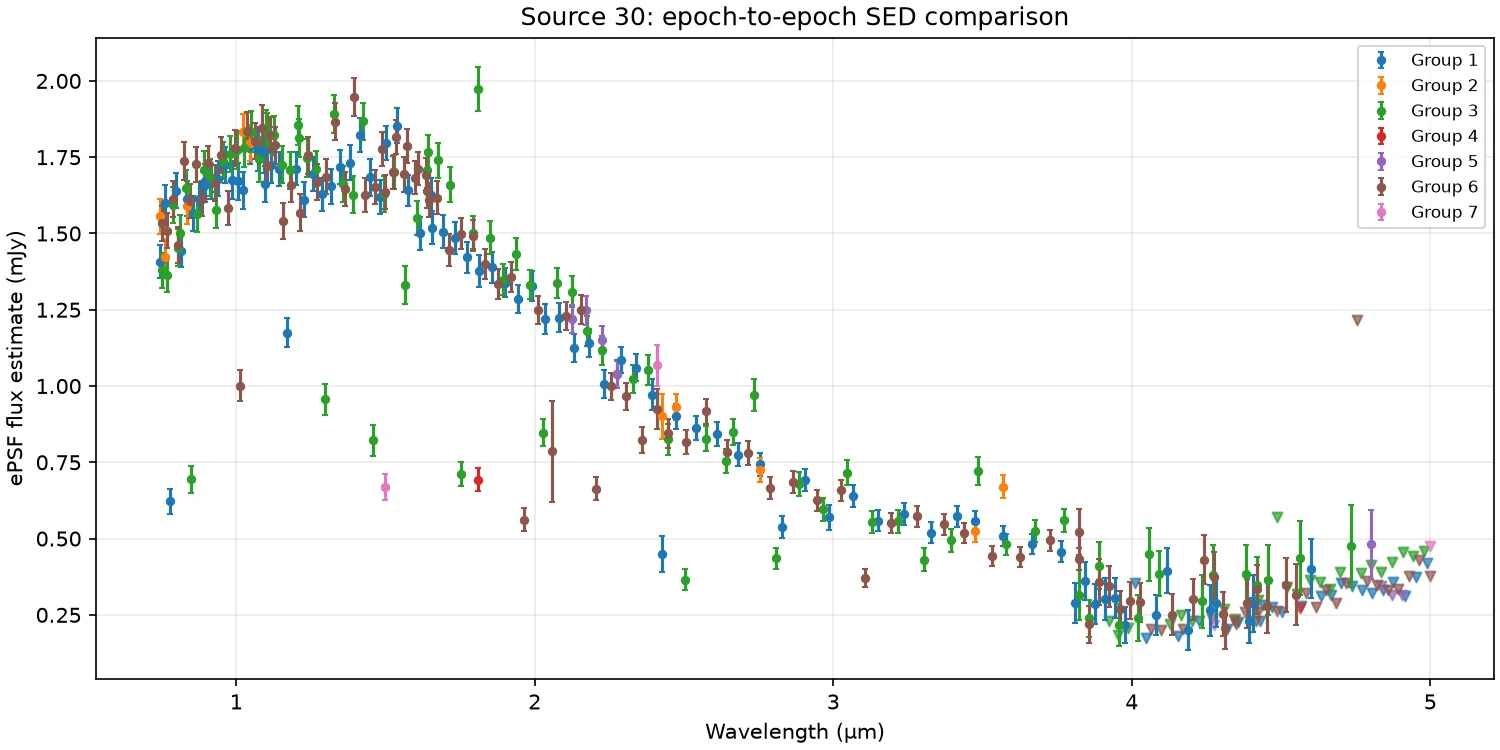 Source 30: epoch-to-epoch SED comparison
ePSF flux estimate (mJy)
2.00
1.75
1.50
1.25
1.00
0.75
0.50
0.25
Group 1
Group 2
Group 3
Group 4
Group 5
Group 6
Group 7
1
2
3
4
5
Wavelength (μm)